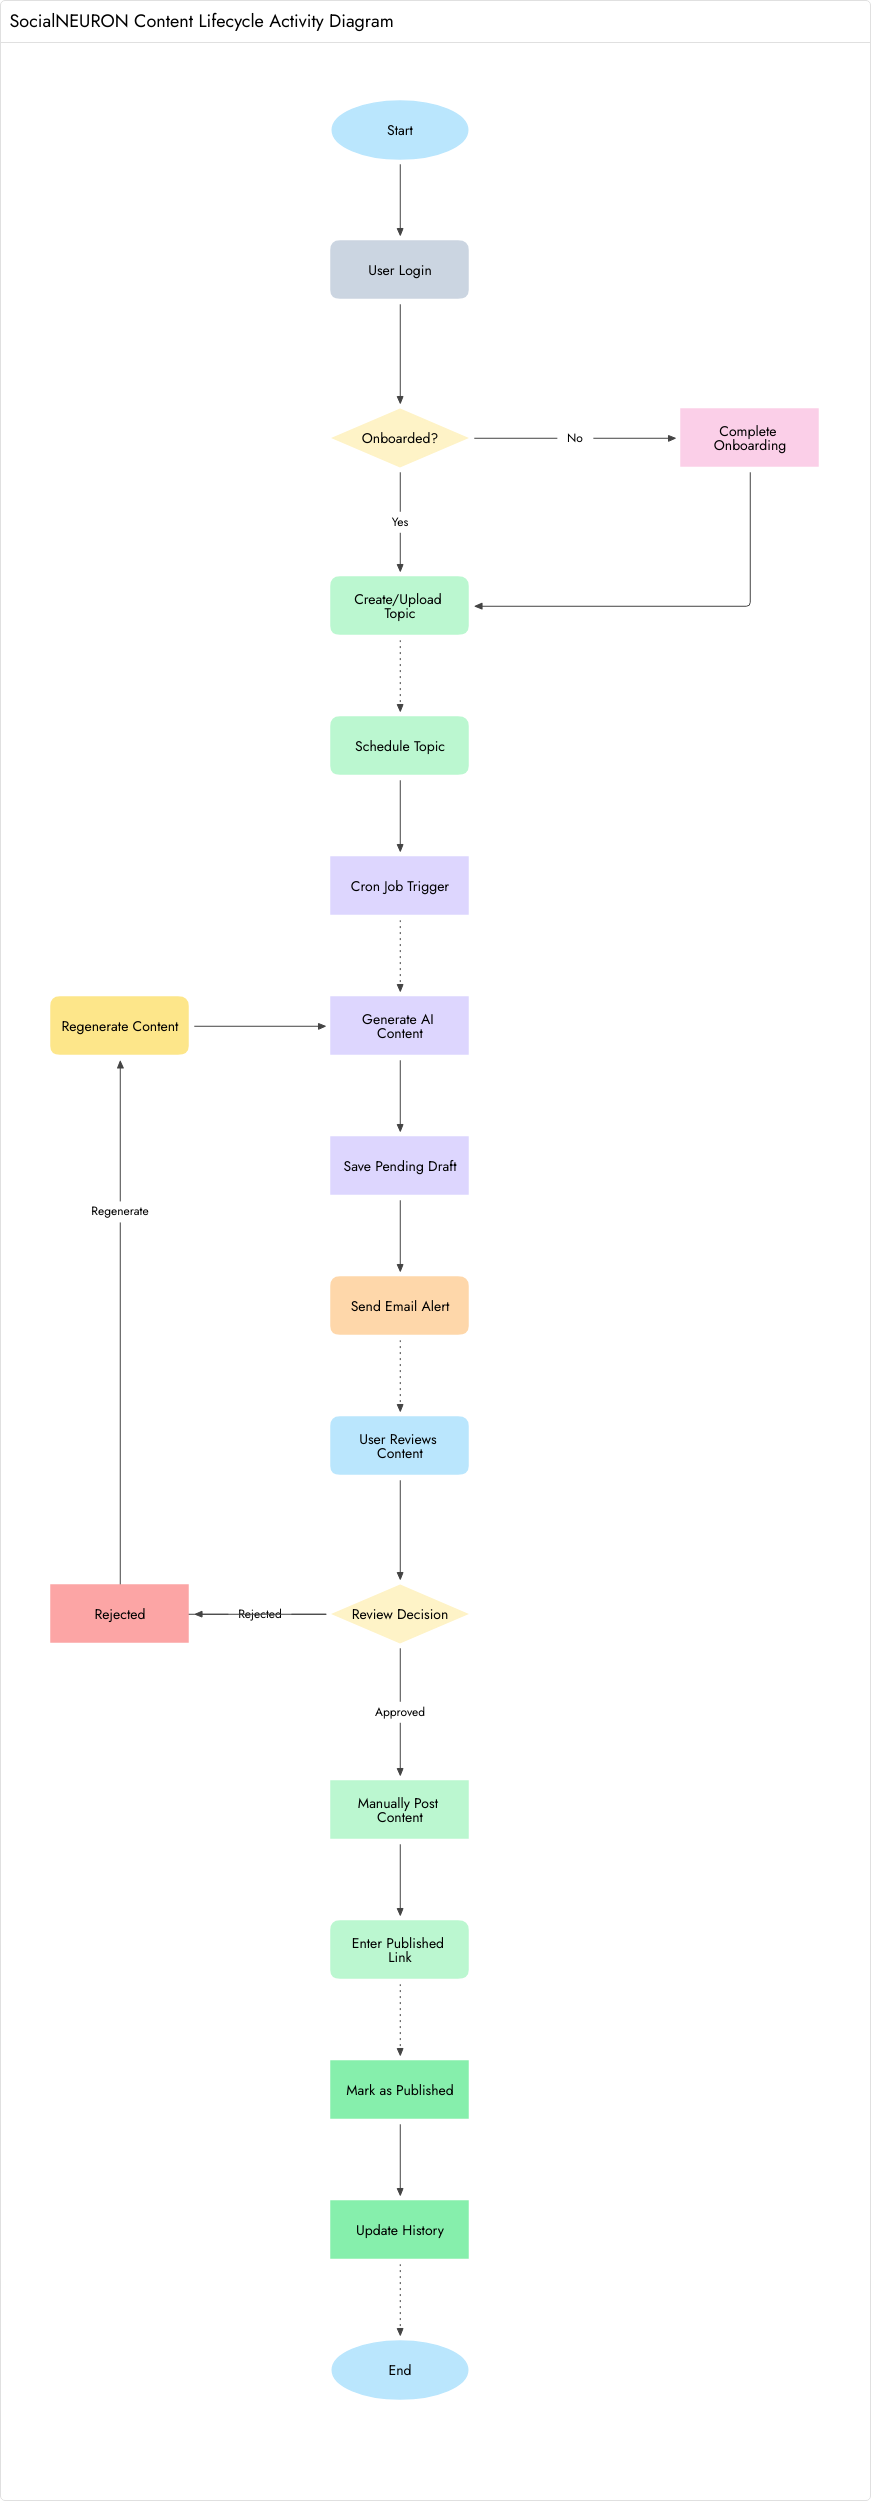 SocialNEURON Content Lifecycle Activity Diagram
Start
User Login
Onboarded?
No
Complete
Onboarding
Yes
Create/Upload
Topic
Schedule Topic
Cron Job Trigger
Regenerate Content
Generate AI
Content
Save Pending Draft
Regenerate
Send Email Alert
User Reviews
Content
Rejected
Rejected
Review Decision
Approved
Manually Post
Content
Enter Published
Link
Mark as Published
Update History
End